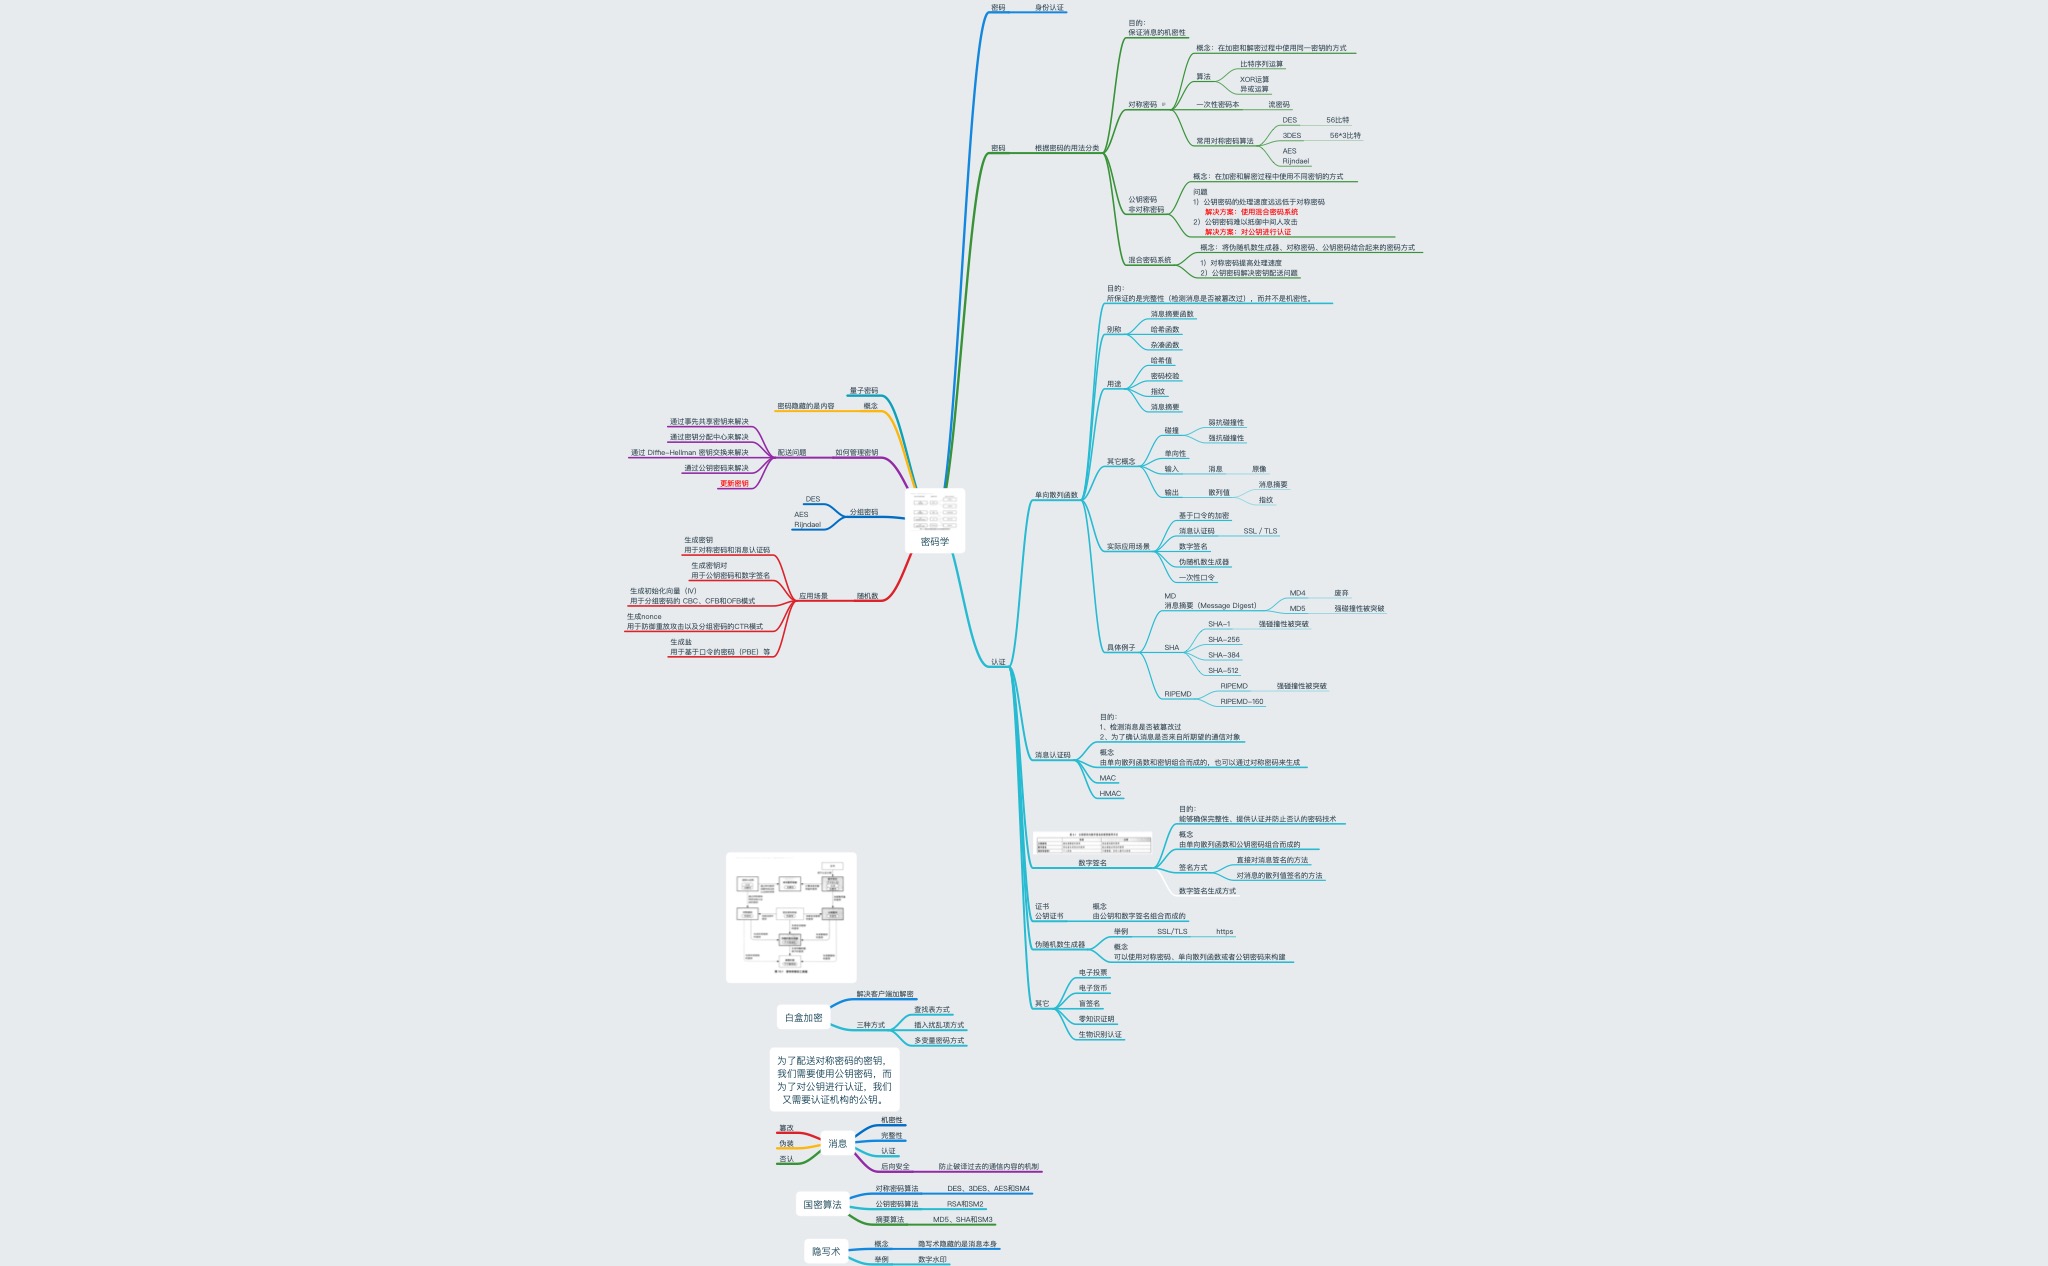 密码
身份认证
密码
根据密码的用法分类
目的：
保证消息的机密性
对称密码
概念：在加密和解密过程中使用同一密钥的方式
算法
比特序列运算
XOR运算
异或运算
一次性密码本
流密码
常用对称密码算法
DES
56比特
3DES
56*3比特
AES
Rijndael
公钥密码
非对称密码
概念：在加密和解密过程中使用不同密钥的方式
问题
1）公钥密码的处理速度远远低于对称密码
解决方案：使用混合密码系统
2）公钥密码难以抵御中间人攻击
解决方案：对公钥进行认证
混合密码系统
概念：将伪随机数生成器、对称密码、公钥密码结合起来的密码方式
1）对称密码提高处理速度
2）公钥密码解决密钥配送问题
量子密码
概念
密码隐藏的是内容
如何管理密钥
配送问题
通过事先共享密钥来解决
通过密钥分配中心来解决
通过 Diffie-Hellman 密钥交换来解决
通过公钥密码来解决
更新密钥
分组密码
DES
AES
Rijndael
密码学
随机数
应用场景
生成密钥
用于对称密码和消息认证码
生成密钥对
用于公钥密码和数字签名
生成初始化向量（IV）
用于分组密码的 CBC、CFB和OFB模式
生成nonce
用于防御重放攻击以及分组密码的CTR模式
生成盐
用于基于口令的密码（PBE）等
认证
单向散列函数
目的：
所保证的是完整性（检测消息是否被篡改过），而并不是机密性。
别称
消息摘要函数
哈希函数
杂凑函数
用途
哈希值
密码校验
指纹
消息摘要
其它概念
碰撞
弱抗碰撞性
强抗碰撞性
单向性
输入
消息
原像
输出
散列值
消息摘要
指纹
实际应用场景
基于口令的加密
消息认证码
SSL / TLS
数字签名
伪随机数生成器
一次性口令
具体例子
MD
消息摘要（Message Digest）
MD4
废弃
MD5
强碰撞性被突破
SHA
SHA-1
强碰撞性被突破
SHA-256
SHA-384
SHA-512
RIPEMD
RIPEMD
强碰撞性被突破
RIPEMD-160
消息认证码
目的：
1、检测消息是否被篡改过
2、为了确认消息是否来自所期望的通信对象
概念
由单向散列函数和密钥组合而成的，也可以通过对称密码来生成
MAC
HMAC
数字签名
目的：
能够确保完整性、提供认证并防止否认的密码技术
概念
由单向散列函数和公钥密码组合而成的
签名方式
直接对消息签名的方法
对消息的散列值签名的方法
数字签名生成方式
证书
公钥证书
概念
由公钥和数字签名组合而成的
伪随机数生成器
举例
SSL/TLS
https
概念
可以使用对称密码、单向散列函数或者公钥密码来构建
其它
电子投票
电子货币
盲签名
零知识证明
生物识别认证
白盒加密
解决客户端加解密
三种方式
查找表方式
插入扰乱项方式
多变量密码方式
为了配送对称密码的密钥，
我们需要使用公钥密码，而
为了对公钥进行认证，我们
又需要认证机构的公钥。
消息
篡改
伪装
否认
机密性
完整性
认证
后向安全
防止破译过去的通信内容的机制
国密算法
对称密码算法
DES、3DES、AES和SM4
公钥密码算法
RSA和SM2
摘要算法
MD5、SHA和SM3
隐写术
概念
隐写术隐藏的是消息本身
举例
数字水印